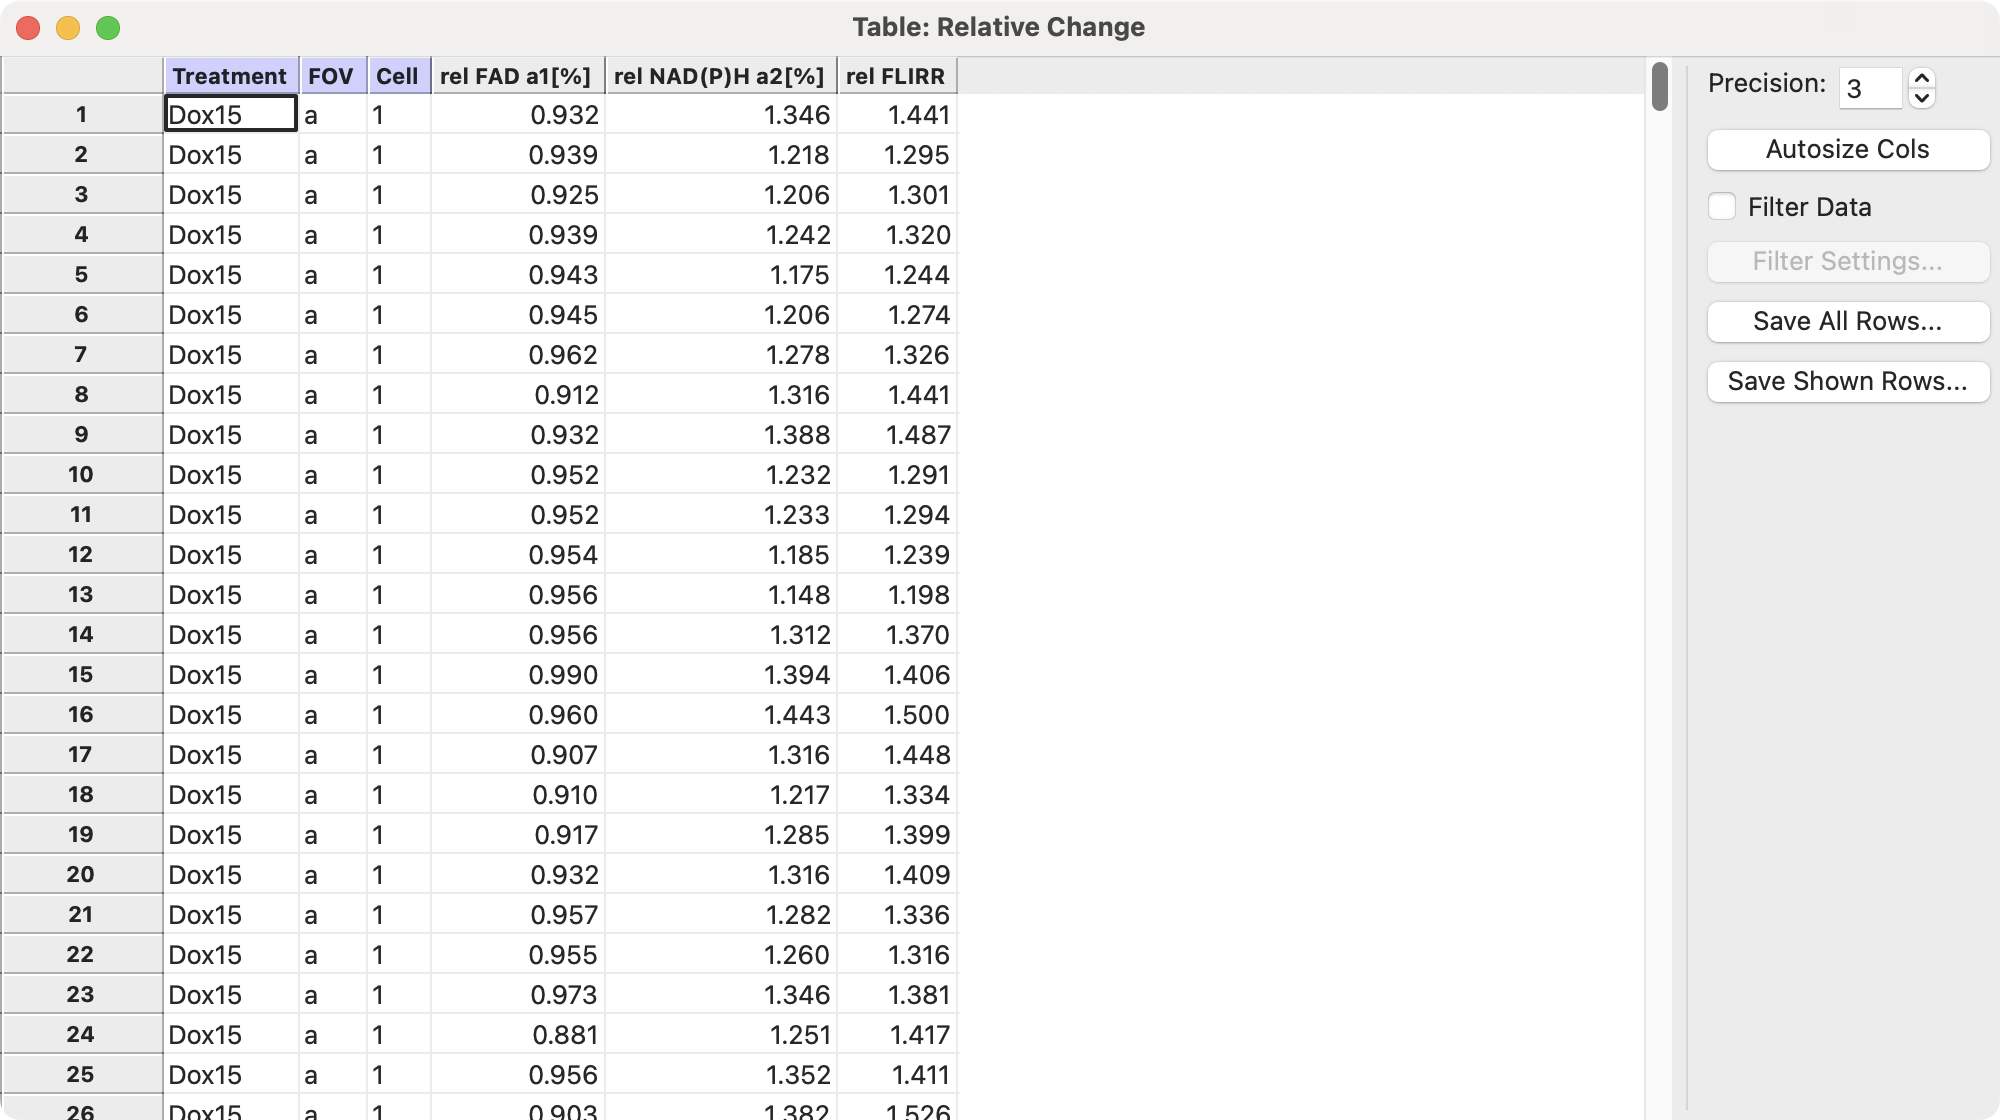 Table: Relative Change
Treatment FOV Cell rel FAD a1[%] rel NAD(P)H a2[%] rel FLIRR
1 Dox15 a 1 0.932 1.346 1.441
2 Dox15 a 1 0.939 1.218 1.295
3 Dox15 a 1 0.925 1.206 1.301
4 Dox15 a 1 0.939 1.242 1.320
5 Dox15 a 1 0.943 1.175 1.244
6 Dox15 a 1 0.945 1.206 1.274
7 Dox15 a 1 0.962 1.278 1.326
8 Dox15 a 1 0.912 1.316 1.441
9 Dox15 a 1 0.932 1.388 1.487
10 Dox15 a 1 0.952 1.232 1.291
11 Dox15 a 1 0.952 1.233 1.294
12 Dox15 a 1 0.954 1.185 1.239
13 Dox15 a 1 0.956 1.148 1.198
14 Dox15 a 1 0.956 1.312 1.370
15 Dox15 a 1 0.990 1.394 1.406
16 Dox15 a 1 0.960 1.443 1.500
17 Dox15 a 1 0.907 1.316 1.448
18 Dox15 a 1 0.910 1.217 1.334
19 Dox15 a 1 0.917 1.285 1.399
20 Dox15 a 1 0.932 1.316 1.409
21 Dox15 a 1 0.957 1.282 1.336
22 Dox15 a 1 0.955 1.260 1.316
23 Dox15 a 1 0.973 1.346 1.381
24 Dox15 a 1 0.881 1.251 1.417
25 Dox15 a 1 0.956 1.352 1.411
26 Dox15 a 1 0.903 1.382 1.526
Precision: 3
Autosize Cols
Filter Data
Filter Settings...
Save All Rows...
Save Shown Rows...